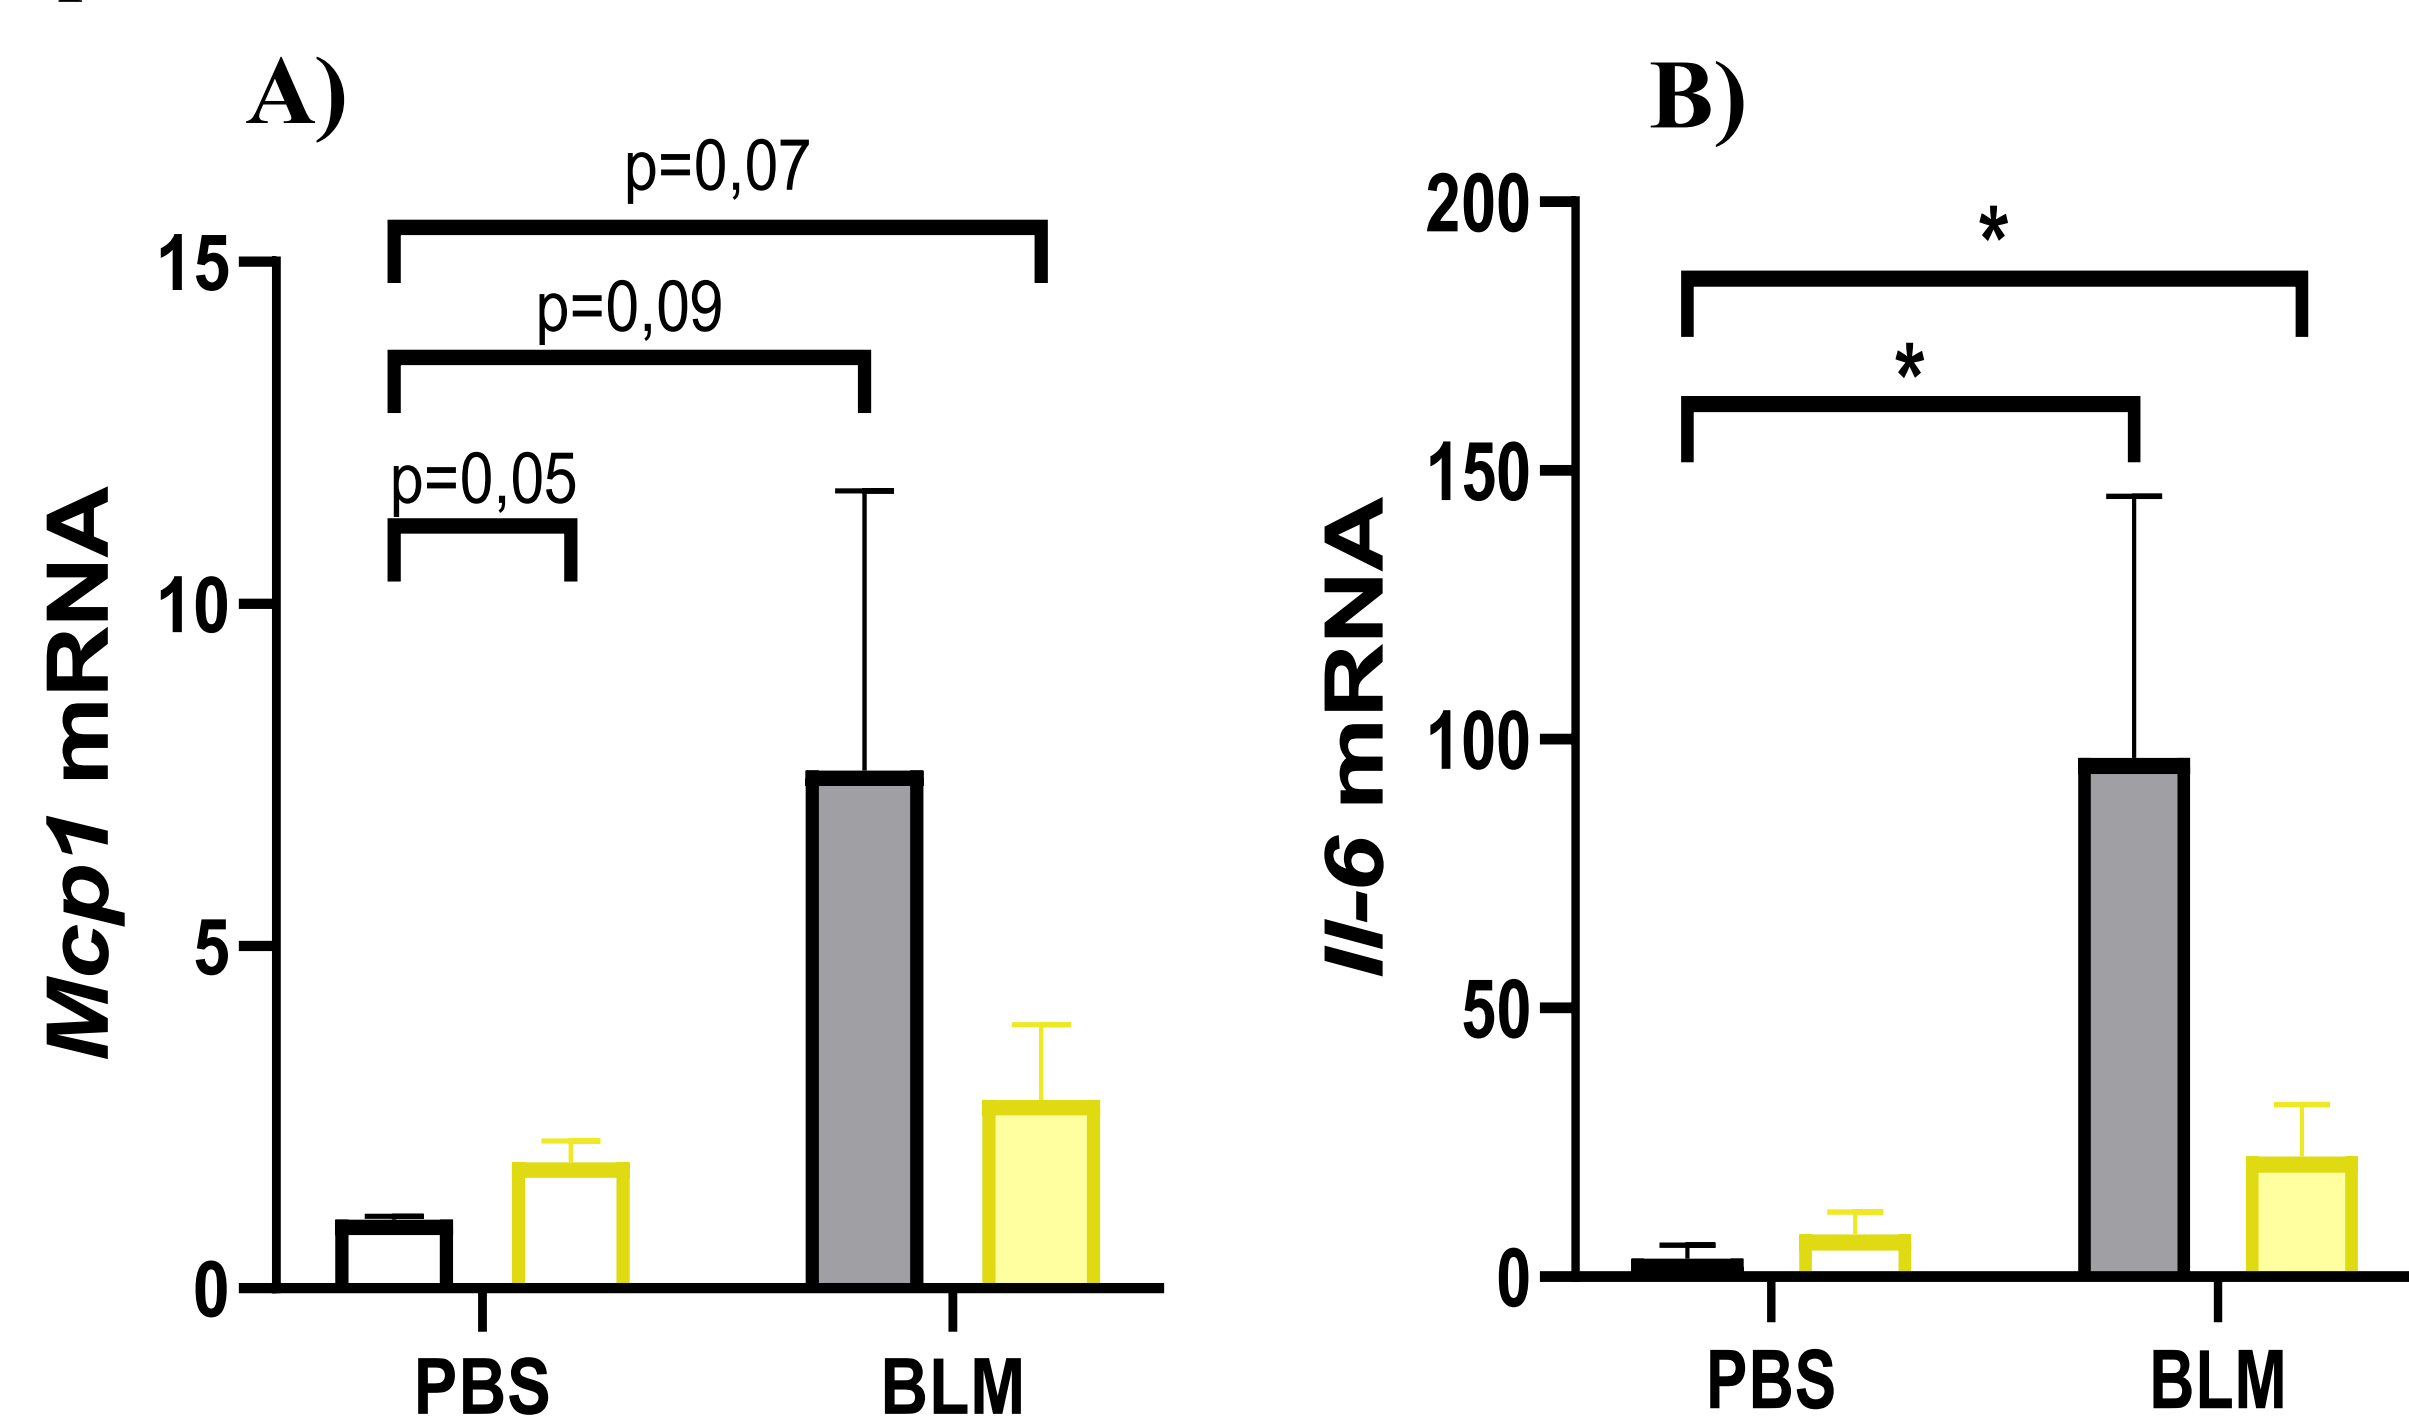 A)
p=0,07
p=0,09
p=0,05
15
10
5
0
Mcp1 mRNA
PBS
BLM
B)
*
*
200
150
100
50
0
Il-6 mRNA
PBS
BLM